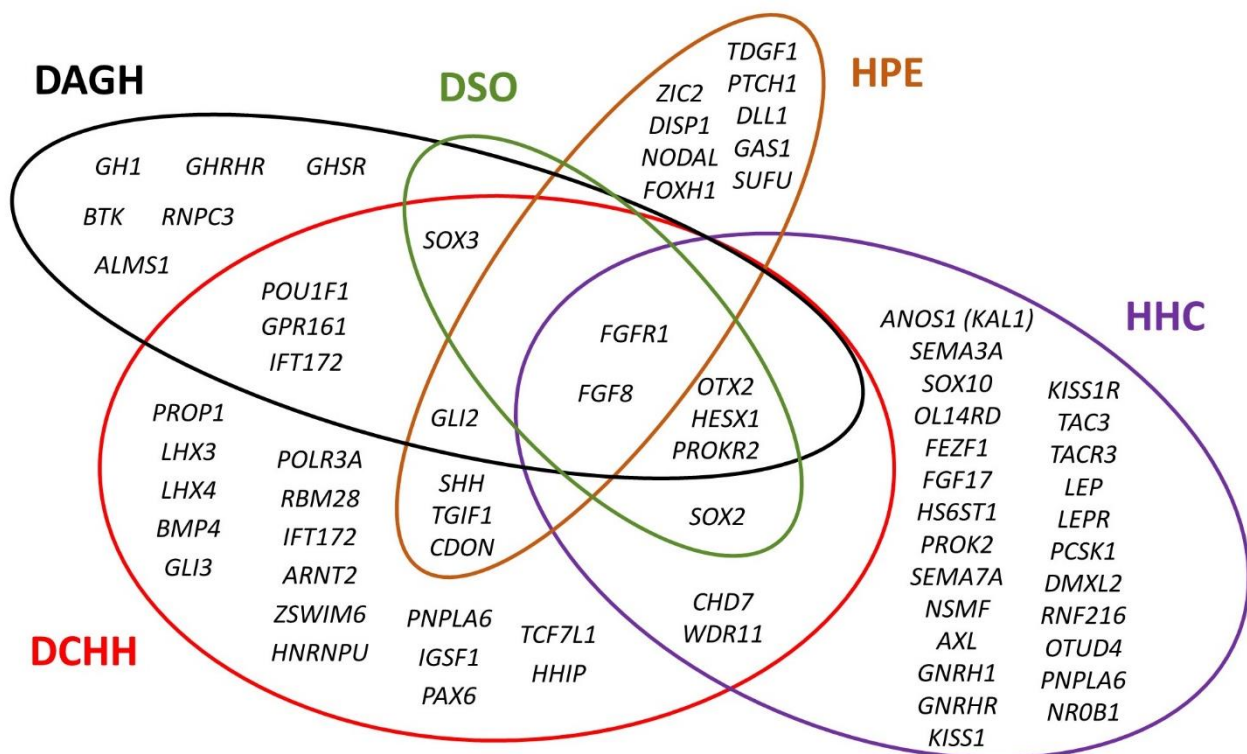 DAGH
DSO
HPE
HHC
DCHH
GH1 GHRHR GHSR
BTK RNPC3
ALMS1
SOX3
POU1F1
GPR161
IFT172
ZIC2
DISP1
NODAL
FOXH1
TDGF1
PTCH1
DLL1
GAS1
SUFU
FGFR1
FGF8
OTX2
HESX1
PROKR2
GLI2
SHH
TGIF1
CDON
SOX2
PROP1
LHX3
LHX4
BMP4
GLI3
POLR3A
RBM28
IFT172
ARNT2
ZSWIM6
HNRNPU
PNPLA6
IGSF1
PAX6
TCF7L1
HHIP
CHD7
WDR11
ANOS1 (KAL1)
SEMA3A
SOX10
OL14RD
FEZF1
FGF17
HS6ST1
PROK2
SEMA7A
NSMF
AXL
GNRH1
GNRHR
KISS1
KISS1R
TAC3
TACR3
LEP
LEPR
PCSK1
DMXL2
RNF216
OTUD4
PNPLA6
NR0B1